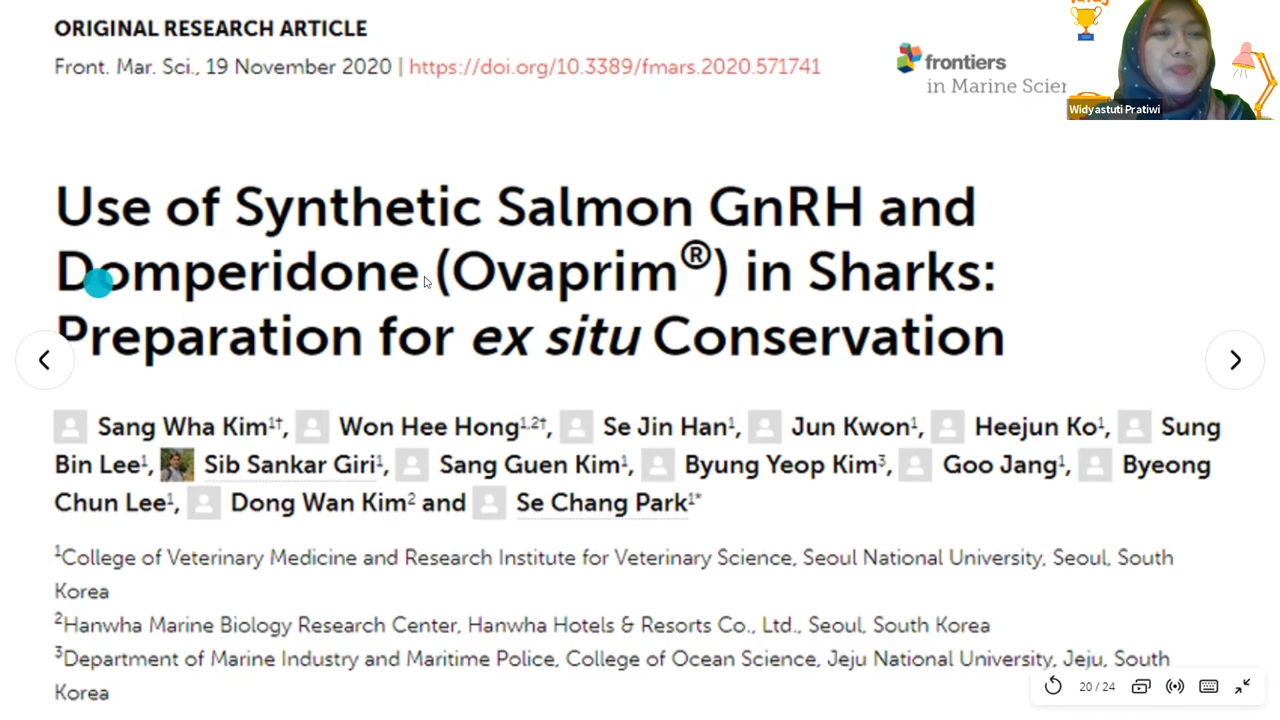 ORIGINAL RESEARCH ARTICLE
Front. Mar. Sci., 19 November 2020 | https://doi.org/10.3389/fmars.2020.571741
frontiers
in Marine Scien
Widyastuti Pratiwi
Use of Synthetic Salmon GnRH and
Domperidone (Ovaprim®) in Sharks:
Preparation for ex situ Conservation
Sang Wha Kim1†, Won Hee Hong1,2†, Se Jin Han1, Jun Kwon1, Heejun Ko1, Sung
Bin Lee1, Sib Sankar Giri1, Sang Guen Kim1, Byung Yeop Kim3, Goo Jang1, Byeong
Chun Lee1, Dong Wan Kim2 and Se Chang Park1*
1College of Veterinary Medicine and Research Institute for Veterinary Science, Seoul National University, Seoul, South
Korea
2Hanwha Marine Biology Research Center, Hanwha Hotels & Resorts Co., Ltd., Seoul, South Korea
3Department of Marine Industry and Maritime Police, College of Ocean Science, Jeju National University, Jeju, South
Korea
20 / 24